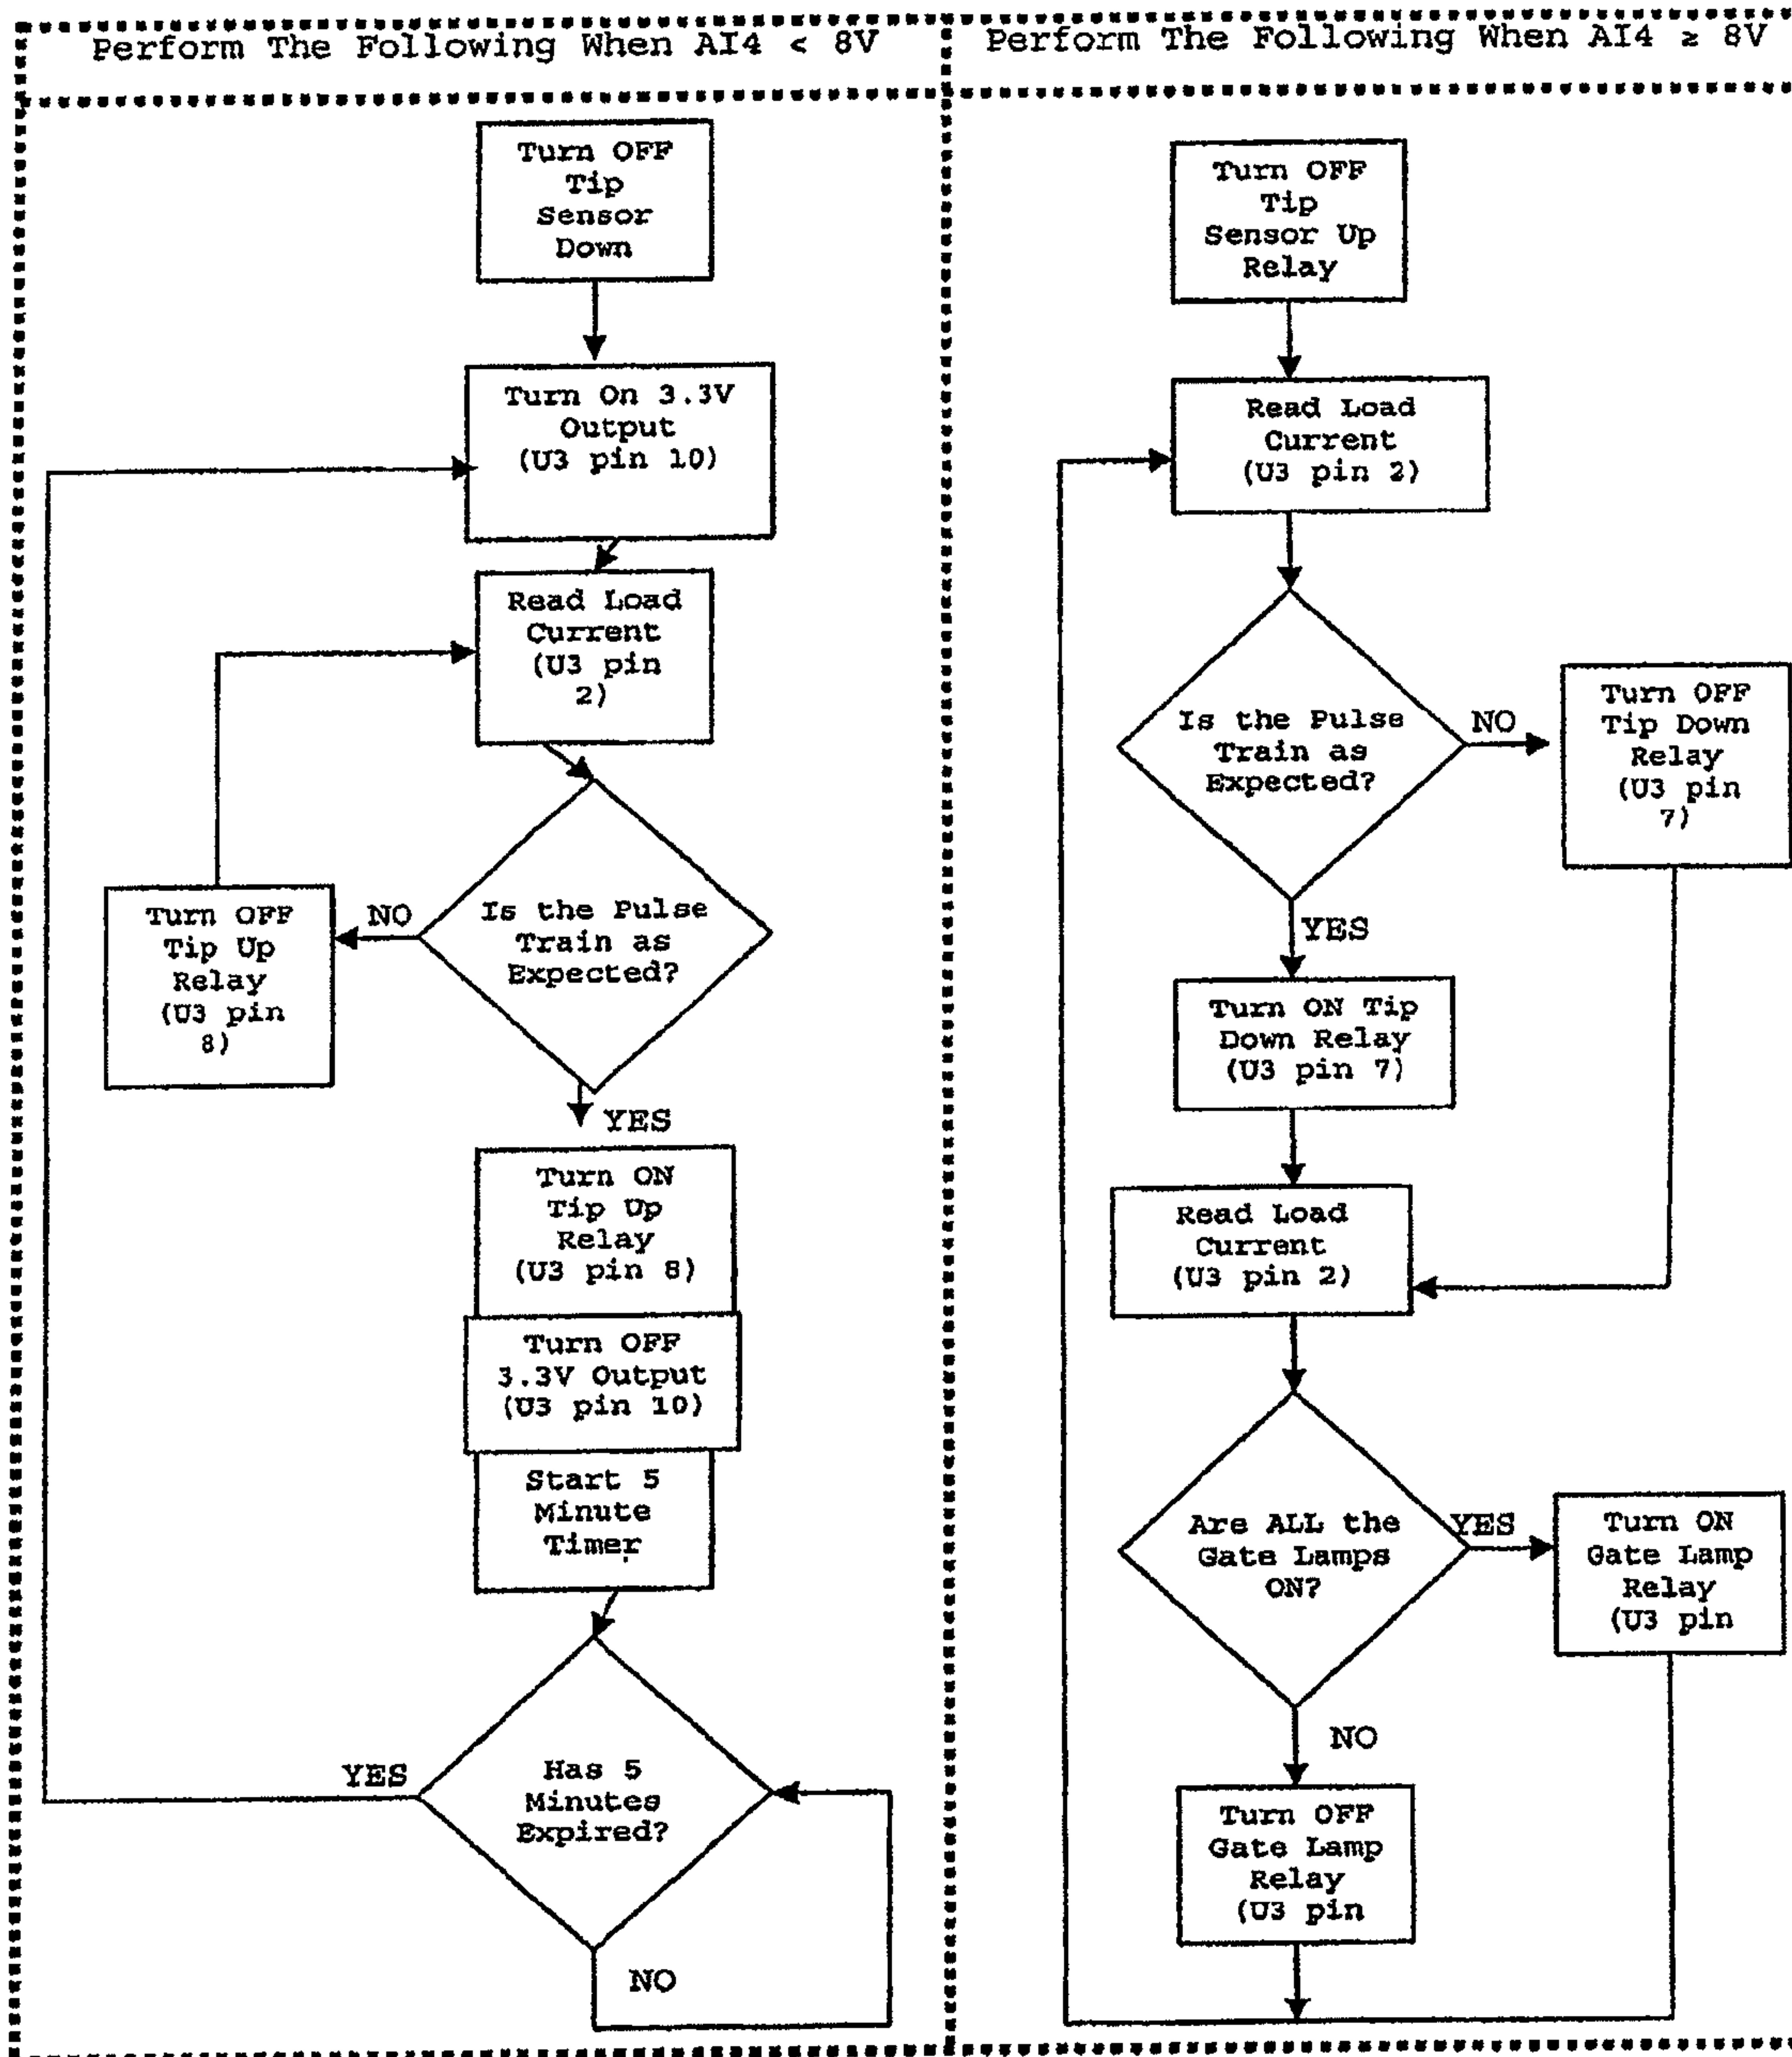 Perform The Following When AI4 < 8V
Turn OFF
Tip
Sensor
Down
Turn On 3.3V
Output
(U3 pin 10)
Read Load
Current
(U3 pin
2)
Is the Pulse
Train as
Expected?
NO
Turn OFF
Tip Up
Relay
(U3 pin
8)
YES
Turn ON
Tip Up
Relay
(U3 pin 8)
Turn OFF
3.3V Output
(U3 pin 10)
Start 5
Minute
Timer
Has 5
Minutes
Expired?
YES
NO
Perform The Following When AI4 ≥ 8V
Turn OFF
Tip
Sensor Up
Relay
Read Load
Current
(U3 pin 2)
Is the Pulse
Train as
Expected?
NO
Turn OFF
Tip Down
Relay
(U3 pin
7)
YES
Turn ON Tip
Down Relay
(U3 pin 7)
Read Load
Current
(U3 pin 2)
Are ALL the
Gate Lamps
ON?
YES
Turn ON
Gate Lamp
Relay
(U3 pin
NO
Turn OFF
Gate Lamp
Relay
(U3 pin